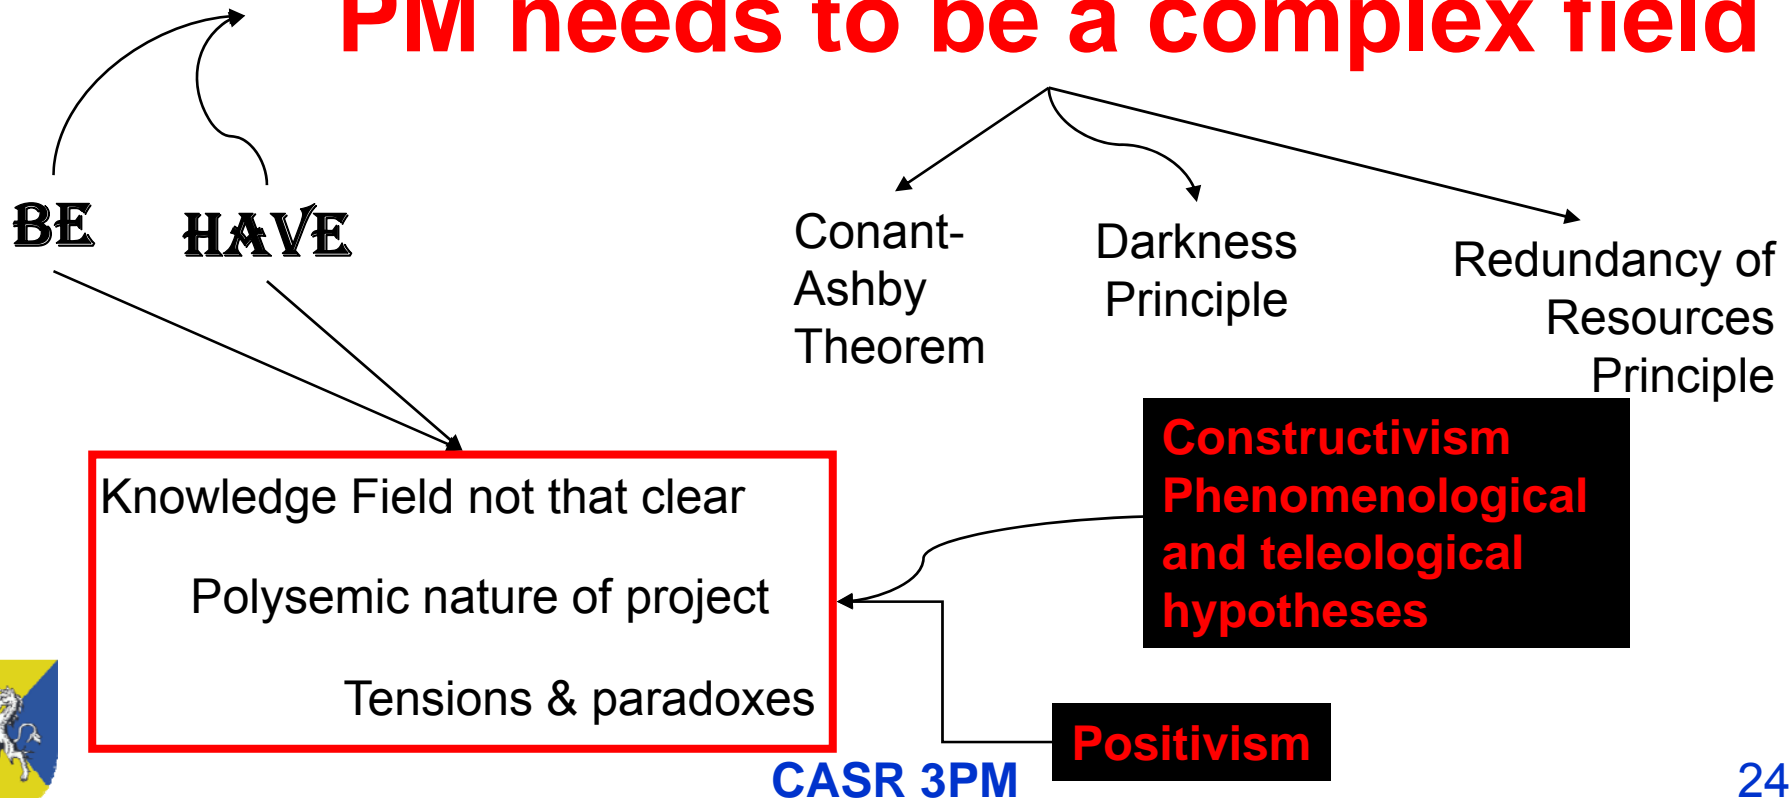 PM needs to be a complex field
BE
HAVE
Conant-
Ashby
Theorem
Darkness
Principle
Redundancy of
Resources
Principle
Knowledge Field not that clear
Polysemic nature of project
Tensions & paradoxes
Constructivism
Phenomenological
and teleological
hypotheses
Positivism
CASR 3PM
24